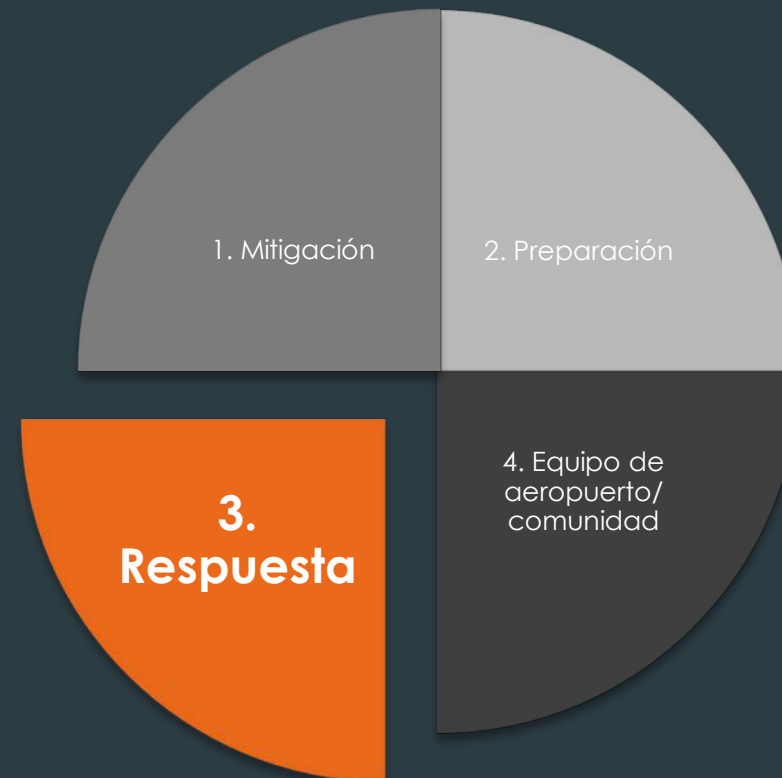 1. Mitigación
2. Preparación
3.
Respuesta
4. Equipo de
aeropuerto/
comunidad